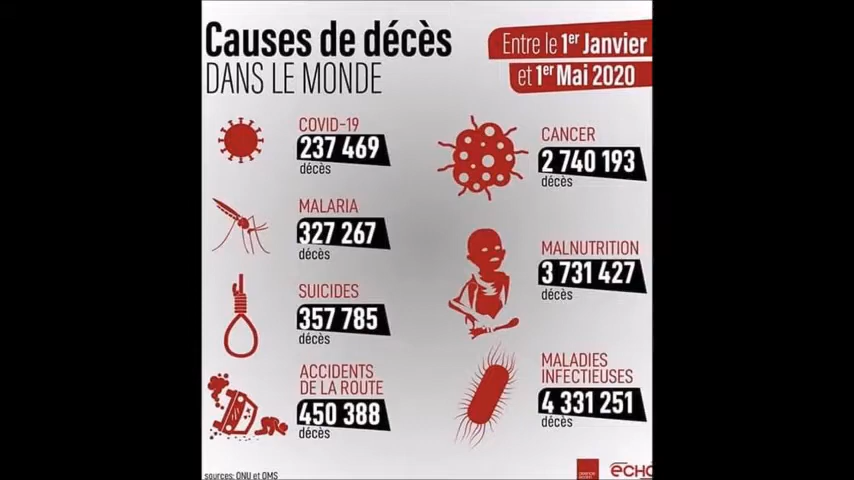 Causes de décès
DANS LE MONDE
Entre le 1er Janvier
et 1er Mai 2020
COVID-19
237 469
décès
MALARIA
327 267
décès
SUICIDES
357 785
décès
ACCIDENTS
DE LA ROUTE
450 388
décès
CANCER
2 740 193
décès
MALNUTRITION
3 731 427
décès
MALADIES
INFECTIEUSES
4 331 251
décès
sources: ONU et OMS
ECHO